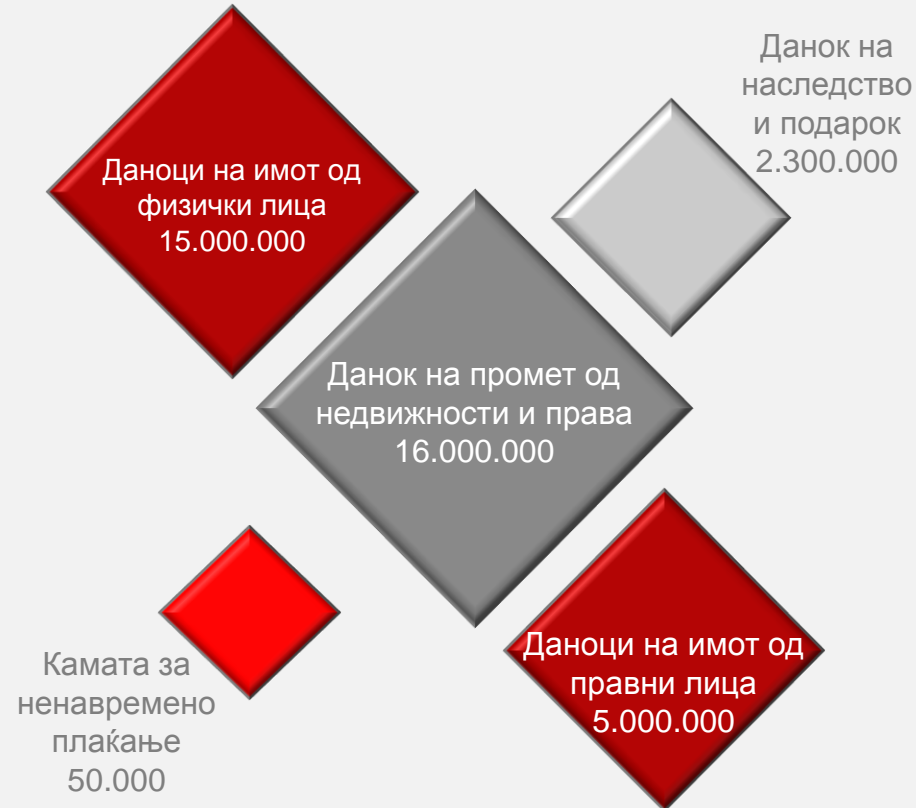 Даноци на имот од
физички лица
15.000.000
Данок на
наследство
и подарок
2.300.000
Данок на промет од
недвижности и права
16.000.000
Камата за
ненавремено
плаќање
50.000
Даноци на имот од
правни лица
5.000.000